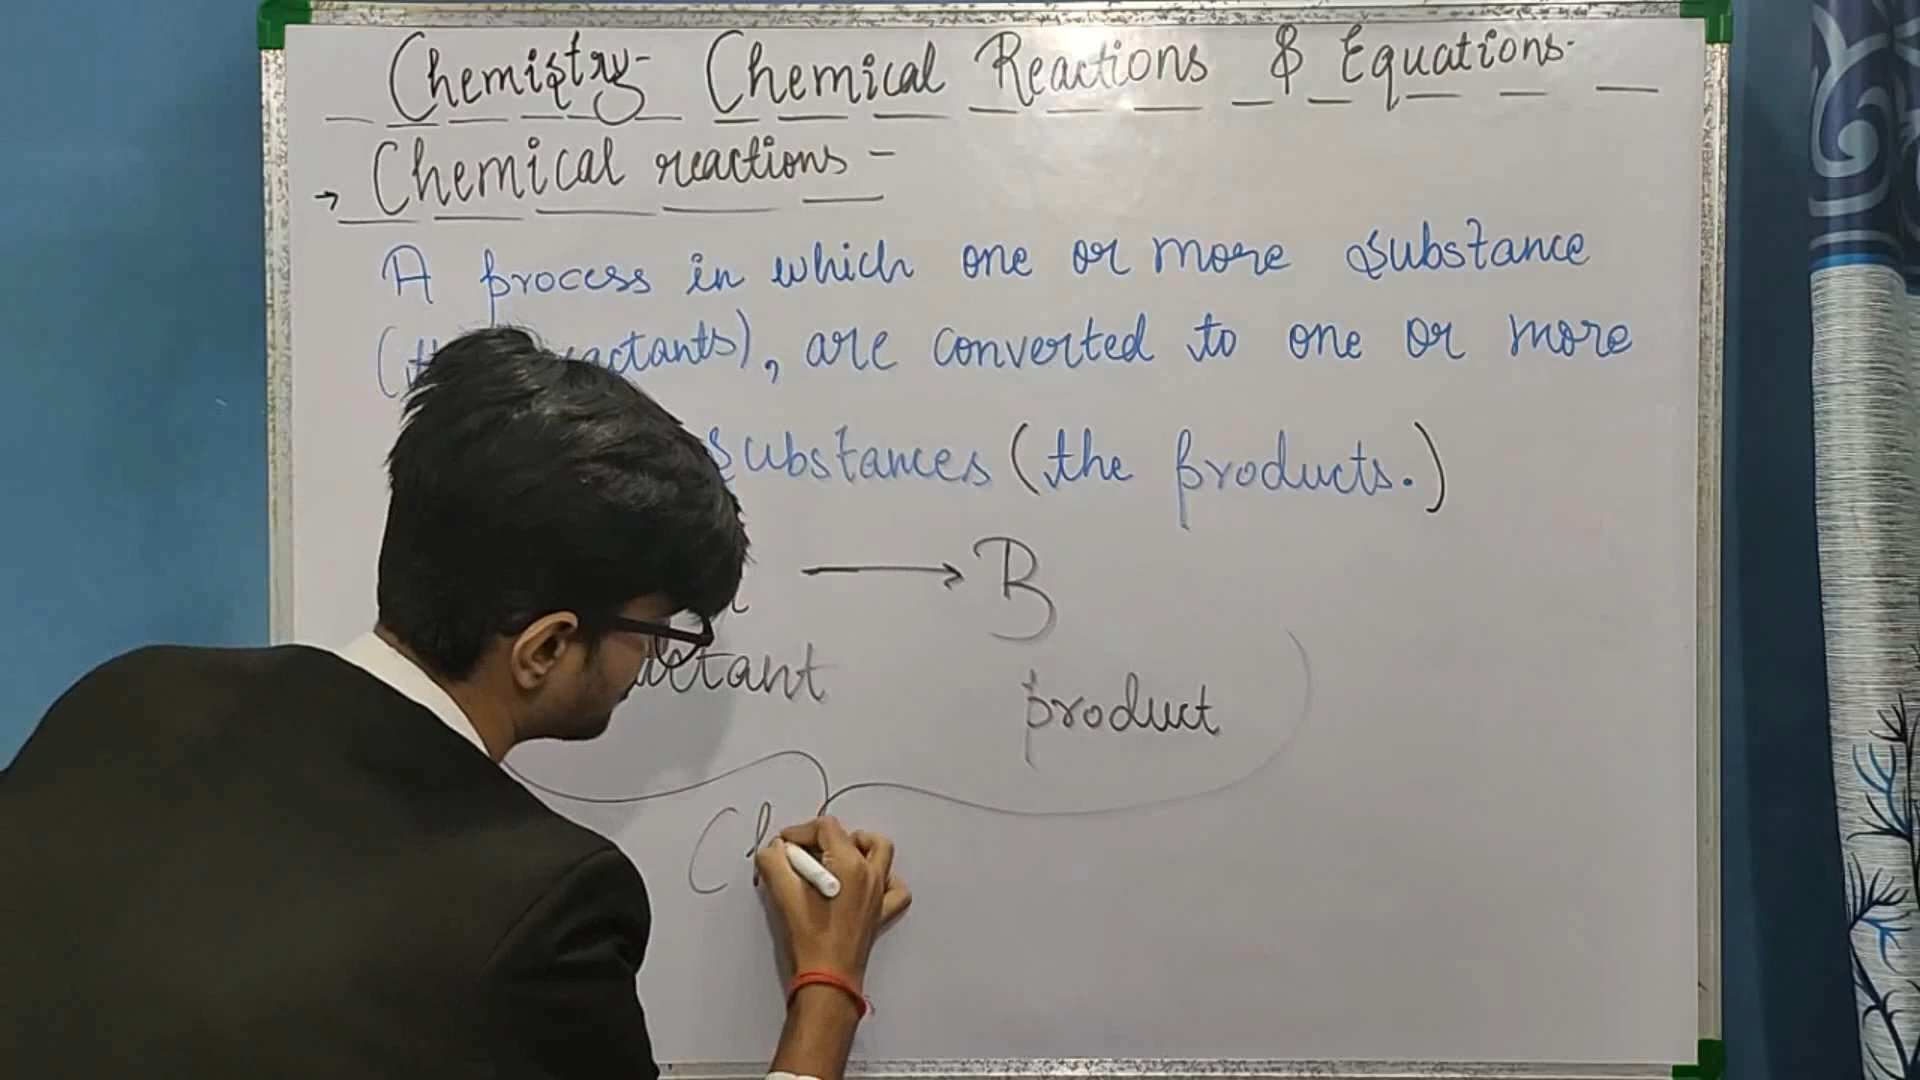 Chemistry- Chemical Reactions & Equations-
→ Chemical reactions -
A process in which one or more substance
are converted to one or more
substances (the products.)
→ B
product